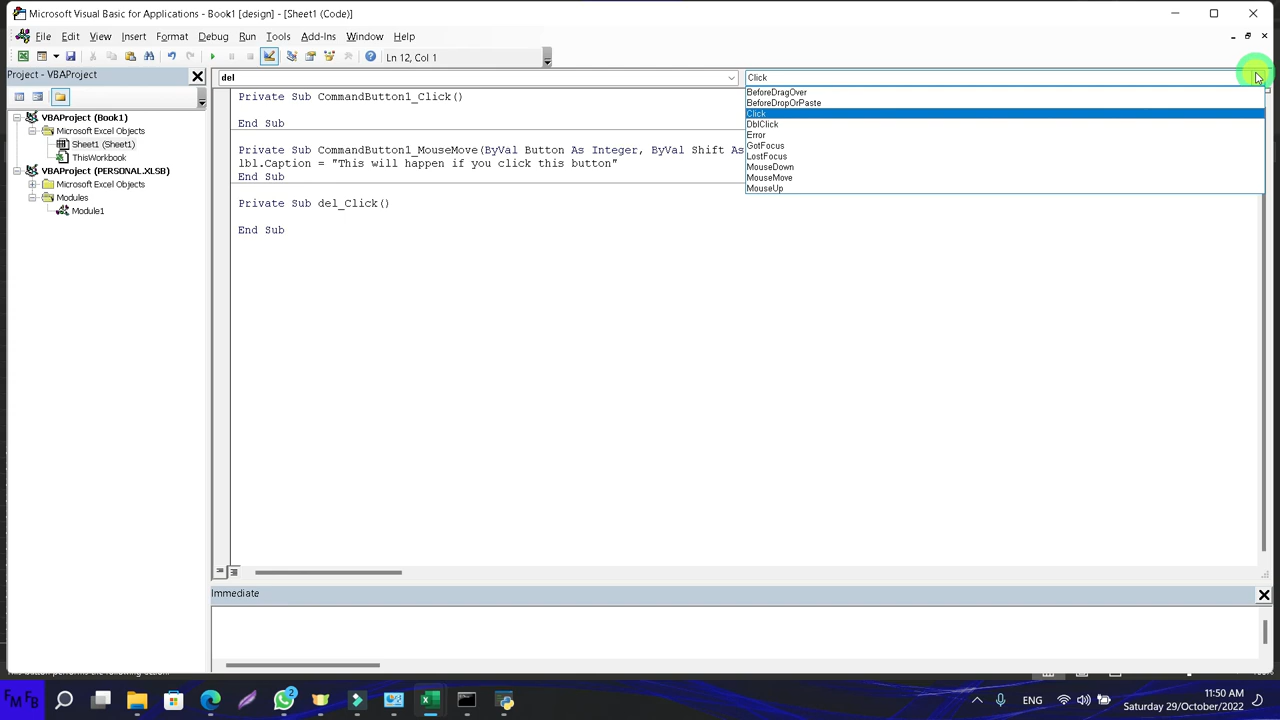 Microsoft Visual Basic for Applications - Book1 [design] - [Sheet1 (Code)]
File Edit View Insert Format Debug Run Tools Add-Ins Window Help
Ln 12, Col 1
Project - VBAProject
del
Click
VBAProject (Book1)
Microsoft Excel Objects
Sheet1 (Sheet1)
ThisWorkbook
VBAProject (PERSONAL.XLSB)
Microsoft Excel Objects
Modules
Module1
BeforeDragOver
BeforeDropOrPaste
Click
DblClick
Error
GotFocus
LostFocus
MouseDown
MouseMove
MouseUp
Private Sub CommandButton1_Click()
End Sub
Private Sub CommandButton1_MouseMove(ByVal Button As Integer, ByVal Shift As
lbl.Caption = "This will happen if you click this button"
End Sub
Private Sub del_Click()
End Sub
Immediate
FM FB
2
ENG
11:50 AM
Saturday 29/October/2022